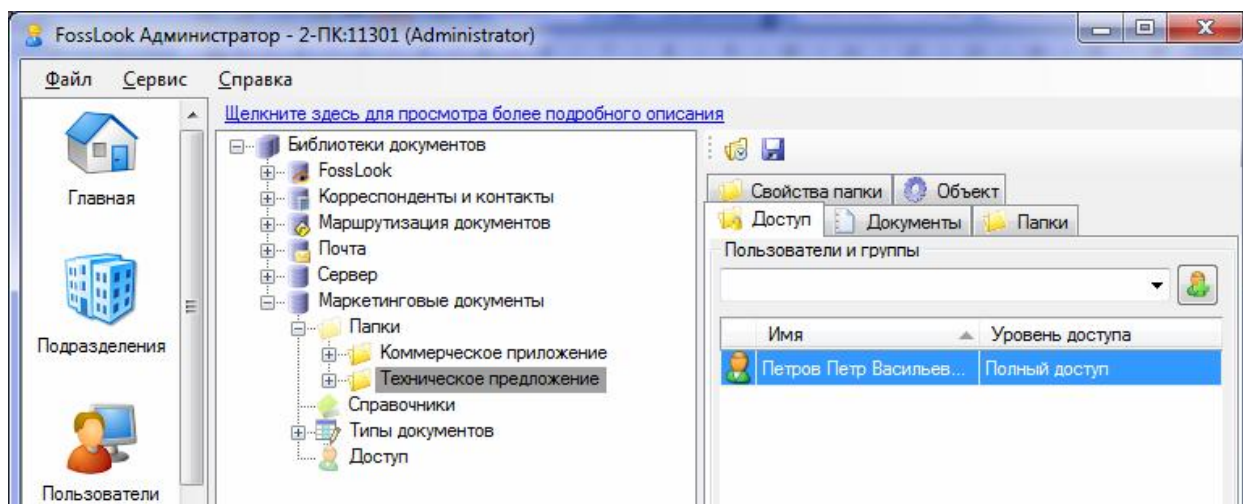 FossLook Администратор - 2-ПК:11301 (Administrator)
Файл Сервис Справка
Щелкните здесь для просмотра более подробного описания
Главная
Подразделения
Пользователи
Библиотеки документов
FossLook
Корреспонденты и контакты
Маршрутизация документов
Почта
Сервер
Маркетинговые документы
Папки
Коммерческое приложение
Техническое предложение
Справочники
Типы документов
Доступ
Свойства папки Объект
Доступ Документы Папки
Пользователи и группы
Имя Уровень доступа
Петров Петр Васильев... Полный доступ